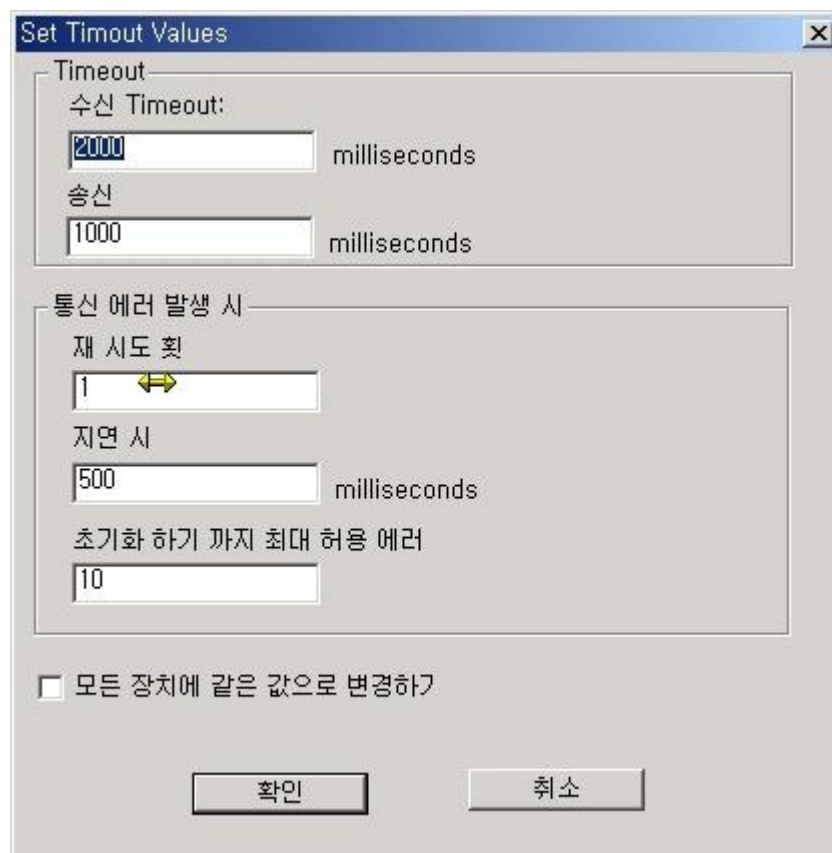 Set Timout Values
Timeout
수신 Timeout:
2000 milliseconds
송신
1000 milliseconds
통신 에러 발생 시
재 시도 횟
1
지연 시
500 milliseconds
초기화 하기 까지 최대 허용 에러
10
모든 장치에 같은 값으로 변경하
확인 취소